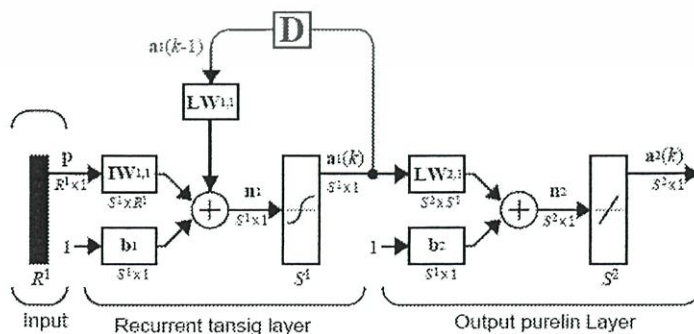 D
a¹(k-1)
LW¹,¹
p
R¹×1
IW¹,¹
S¹×R¹
n¹
S¹×1
a¹(k)
S¹×1
LW²,¹
S²×S¹
n²
S²×1
a²(k)
S²×1
1
b¹
S¹×1
1
b²
S¹×1
R¹
S¹
S²
input
Recurrent tansig layer
Output purelin Layer